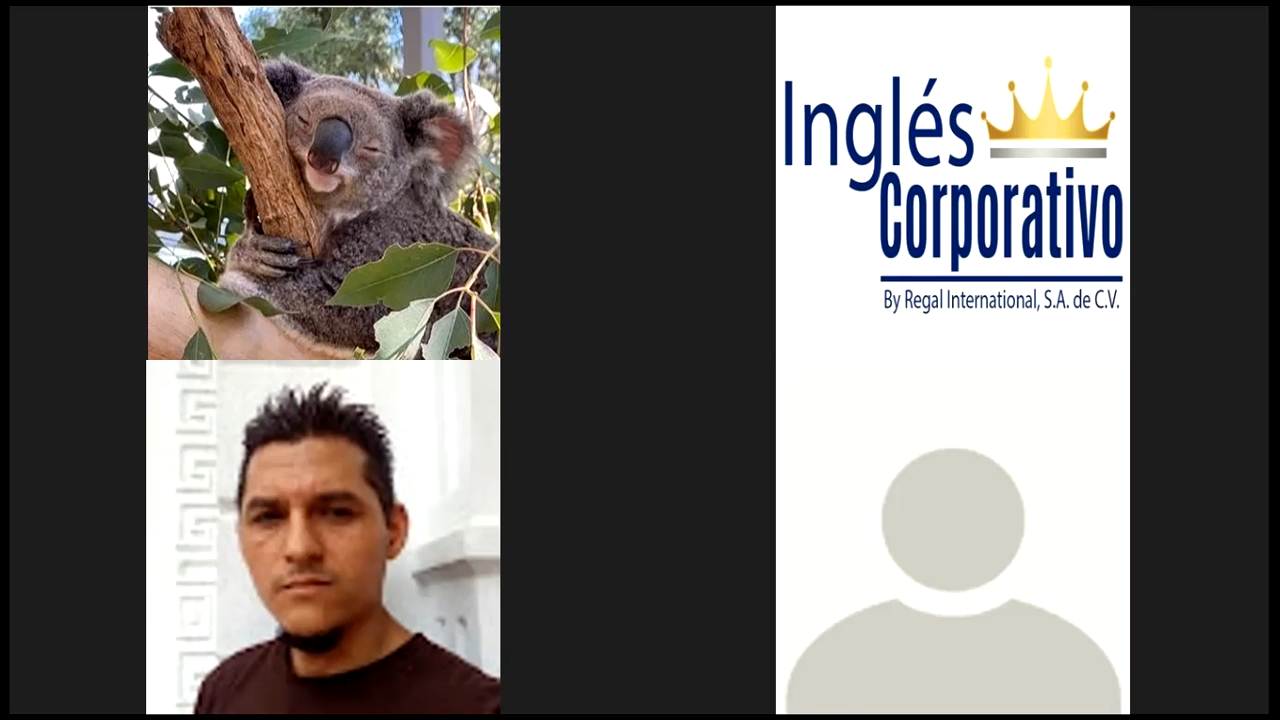 Inglés
Corporativo
By Regal International, S.A. de C.V.